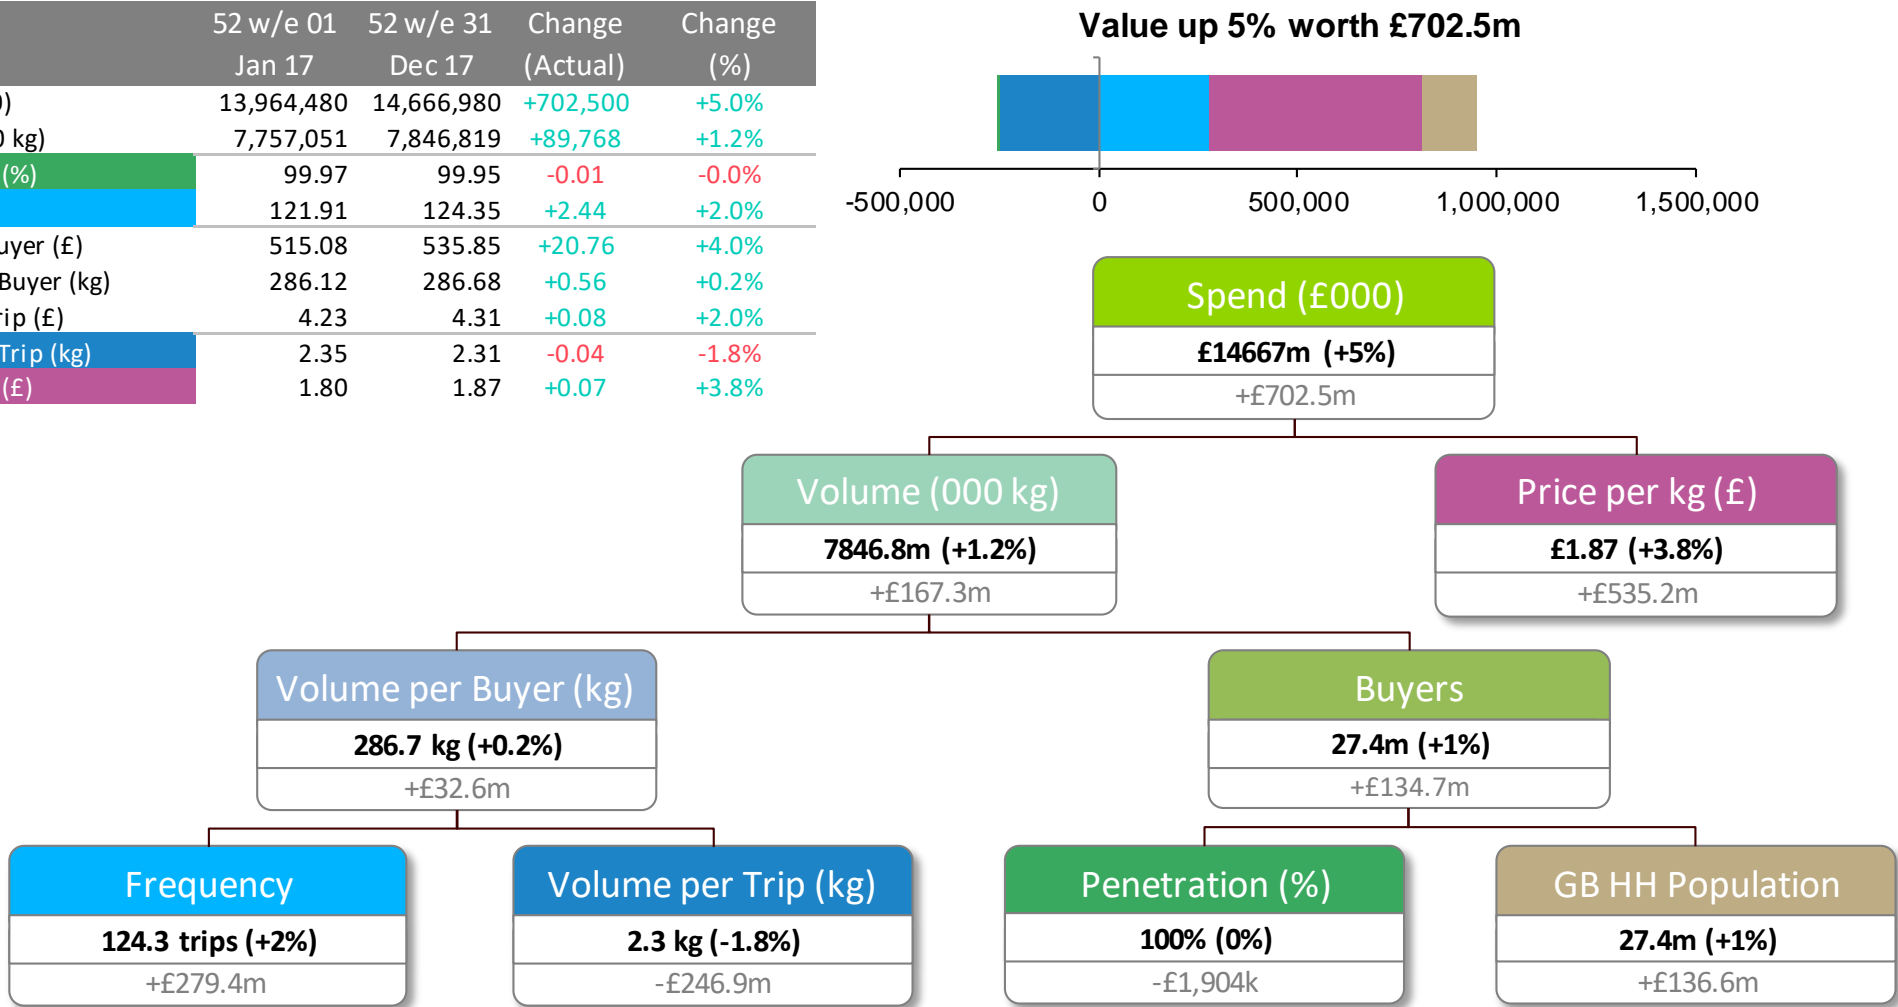 52 w/e 01 52 w/e 31 Change Change
Jan 17 Dec 17 (Actual) (%)
) 13,964,480 14,666,980 +702,500 +5.0%
kg) 7,757,051 7,846,819 +89,768 +1.2%
(%) 99.97 99.95 -0.01 -0.0%
121.91 124.35 +2.44 +2.0%
uyer (£) 515.08 535.85 +20.76 +4.0%
Buyer (kg) 286.12 286.68 +0.56 +0.2%
rip (£) 4.23 4.31 +0.08 +2.0%
Trip (kg) 2.35 2.31 -0.04 -1.8%
(£) 1.80 1.87 +0.07 +3.8%
Value up 5% worth £702.5m
-500,000 0 500,000 1,000,000 1,500,000
Spend (£000)
£14667m (+5%)
+£702.5m
Volume (000 kg)
7846.8m (+1.2%)
+£167.3m
Price per kg (£)
£1.87 (+3.8%)
+£535.2m
Volume per Buyer (kg)
286.7 kg (+0.2%)
+£32.6m
Buyers
27.4m (+1%)
+£134.7m
Frequency
124.3 trips (+2%)
+£279.4m
Volume per Trip (kg)
2.3 kg (-1.8%)
-£246.9m
Penetration (%)
100% (0%)
-£1,904k
GB HH Population
27.4m (+1%)
+£136.6m